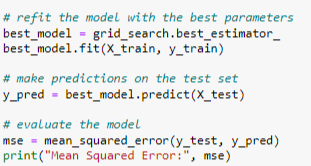 # refit the model with the best parameters
best_model = grid_search.best_estimator_
best_model.fit(X_train, y_train)
# make predictions on the test set
y_pred = best_model.predict(X_test)
# evaluate the model
mse = mean_squared_error(y_test, y_pred)
print("Mean Squared Error:", mse)